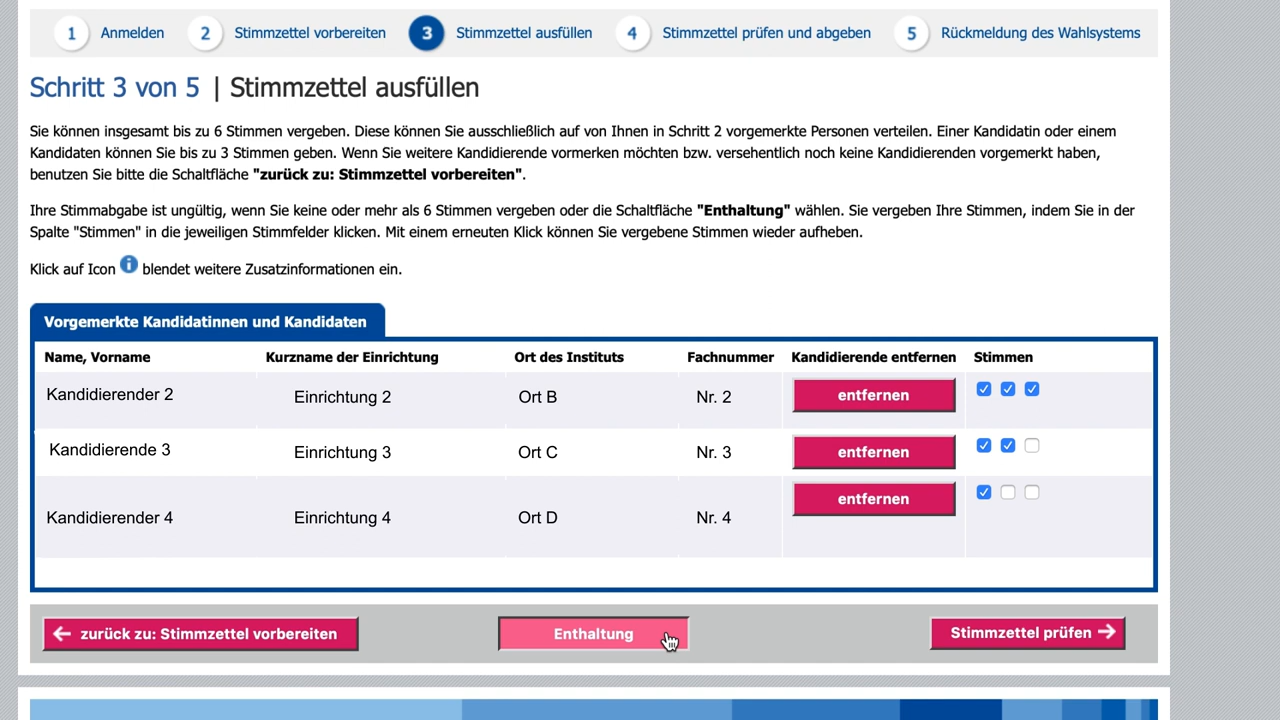 1 Anmelden 2 Stimmzettel vorbereiten 3 Stimmzettel ausfüllen 4 Stimmzettel prüfen und abgeben 5 Rückmeldung des Wahlsystems
Schritt 3 von 5 | Stimmzettel ausfüllen
Sie können insgesamt bis zu 6 Stimmen vergeben. Diese können Sie ausschließlich auf von Ihnen in Schritt 2 vorgemerkte Personen verteilen. Einer Kandidatin oder einem
Kandidaten können Sie bis zu 3 Stimmen geben. Wenn Sie weitere Kandidierende vormerken möchten bzw. versehentlich noch keine Kandidierenden vorgemerkt haben,
benutzen Sie bitte die Schaltfläche "zurück zu: Stimmzettel vorbereiten".
Ihre Stimmabgabe ist ungültig, wenn Sie keine oder mehr als 6 Stimmen vergeben oder die Schaltfläche "Enthaltung" wählen. Sie vergeben Ihre Stimmen, indem Sie in der
Spalte "Stimmen" in die jeweiligen Stimmfelder klicken. Mit einem erneuten Klick können Sie vergebene Stimmen wieder aufheben.
Klick auf Icon i blendet weitere Zusatzinformationen ein.
Vorgemerkte Kandidatinnen und Kandidaten
Name, Vorname Kurzname der Einrichtung Ort des Instituts Fachnummer Kandidierende entfernen Stimmen
Kandidierender 2 Einrichtung 2 Ort B Nr. 2 entfernen
Kandidierende 3 Einrichtung 3 Ort C Nr. 3 entfernen
Kandidierender 4 Einrichtung 4 Ort D Nr. 4 entfernen
← zurück zu: Stimmzettel vorbereiten Enthaltung Stimmzettel prüfen →